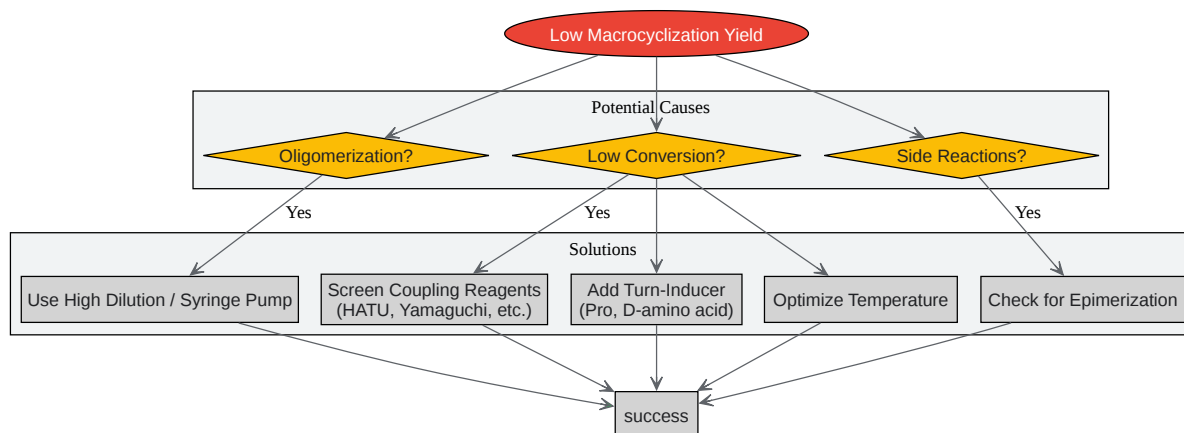 Low Macrocyclization Yield
Potential Causes
Oligomerization?
Low Conversion?
Side Reactions?
Yes
Yes
Yes
Solutions
Use High Dilution / Syringe Pump
Screen Coupling Reagents
(HATU, Yamaguchi, etc.)
Add Turn-Inducer
(Pro, D-amino acid)
Optimize Temperature
Check for Epimerization
success